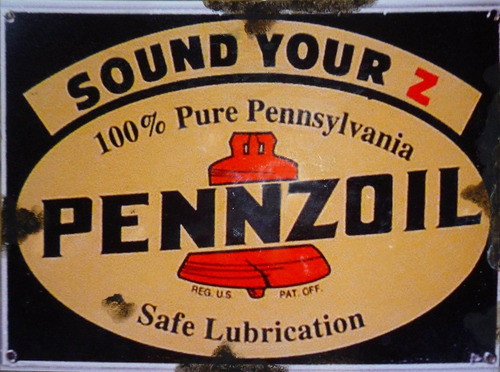 SOUND YOUR Z
100% Pure Pennsylvania
PENNZOIL
REG. U.S. PAT. OFF.
Safe Lubrication